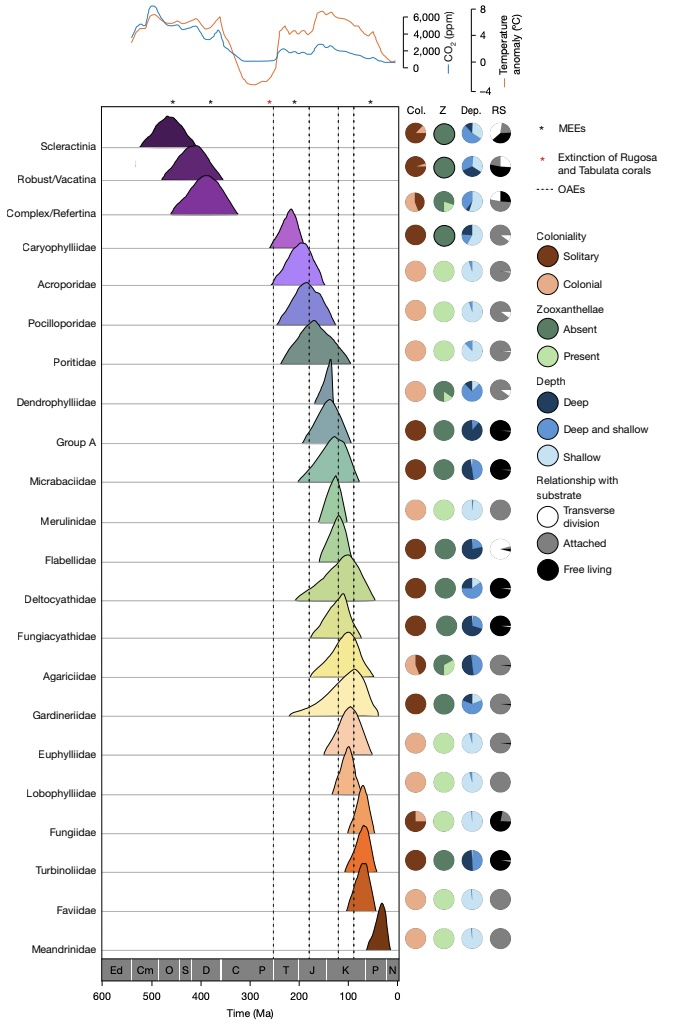 6,000
4,000
2,000
0
CO2 (ppm)
8
4
0
−4
Temperature
anomaly (°C)
* * * * *
Col. Z Dep. RS
* MEEs
* Extinction of Rugosa
and Tabulata corals
OAEs
Coloniality
Solitary
Colonial
Zooxanthellae
Absent
Present
Depth
Deep
Deep and shallow
Shallow
Relationship with
substrate
Transverse
division
Attached
Free living
Scleractinia
Robust/Vacatina
Complex/Refertina
Caryophylliidae
Acroporidae
Pocilloporidae
Poritidae
Dendrophylliidae
Group A
Micrabaciidae
Merulinidae
Flabellidae
Deltocyathidae
Fungiacyathidae
Agariciidae
Gardineriidae
Euphylliidae
Lobophylliidae
Fungiidae
Turbinoliidae
Faviidae
Meandrinidae
Ed Cm O S D C P T J K P N
600 500 400 300 200 100 0
Time (Ma)